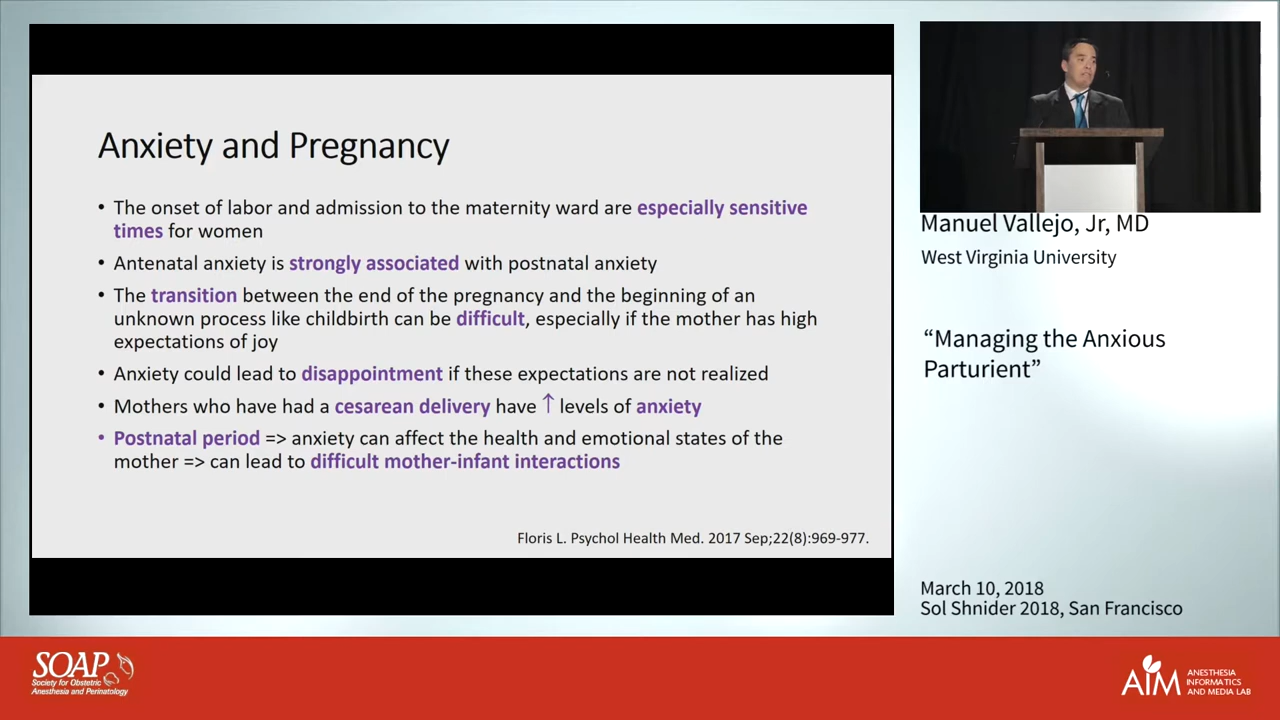 Anxiety and Pregnancy
• The onset of labor and admission to the maternity ward are especially sensitive
times for women
• Antenatal anxiety is strongly associated with postnatal anxiety
• The transition between the end of the pregnancy and the beginning of an
unknown process like childbirth can be difficult, especially if the mother has high
expectations of joy
• Anxiety could lead to disappointment if these expectations are not realized
• Mothers who have had a cesarean delivery have ↑ levels of anxiety
• Postnatal period => anxiety can affect the health and emotional states of the
mother => can lead to difficult mother-infant interactions
Floris L. Psychol Health Med. 2017 Sep;22(8):969-977.
Manuel Vallejo, Jr, MD
West Virginia University
“Managing the Anxious
Parturient”
March 10, 2018
Sol Shnider 2018, San Francisco
SOAP
Society for Obstetric
Anesthesia and Perinatology
AIM
ANESTHESIA
INFORMATICS
AND MEDIA LAB